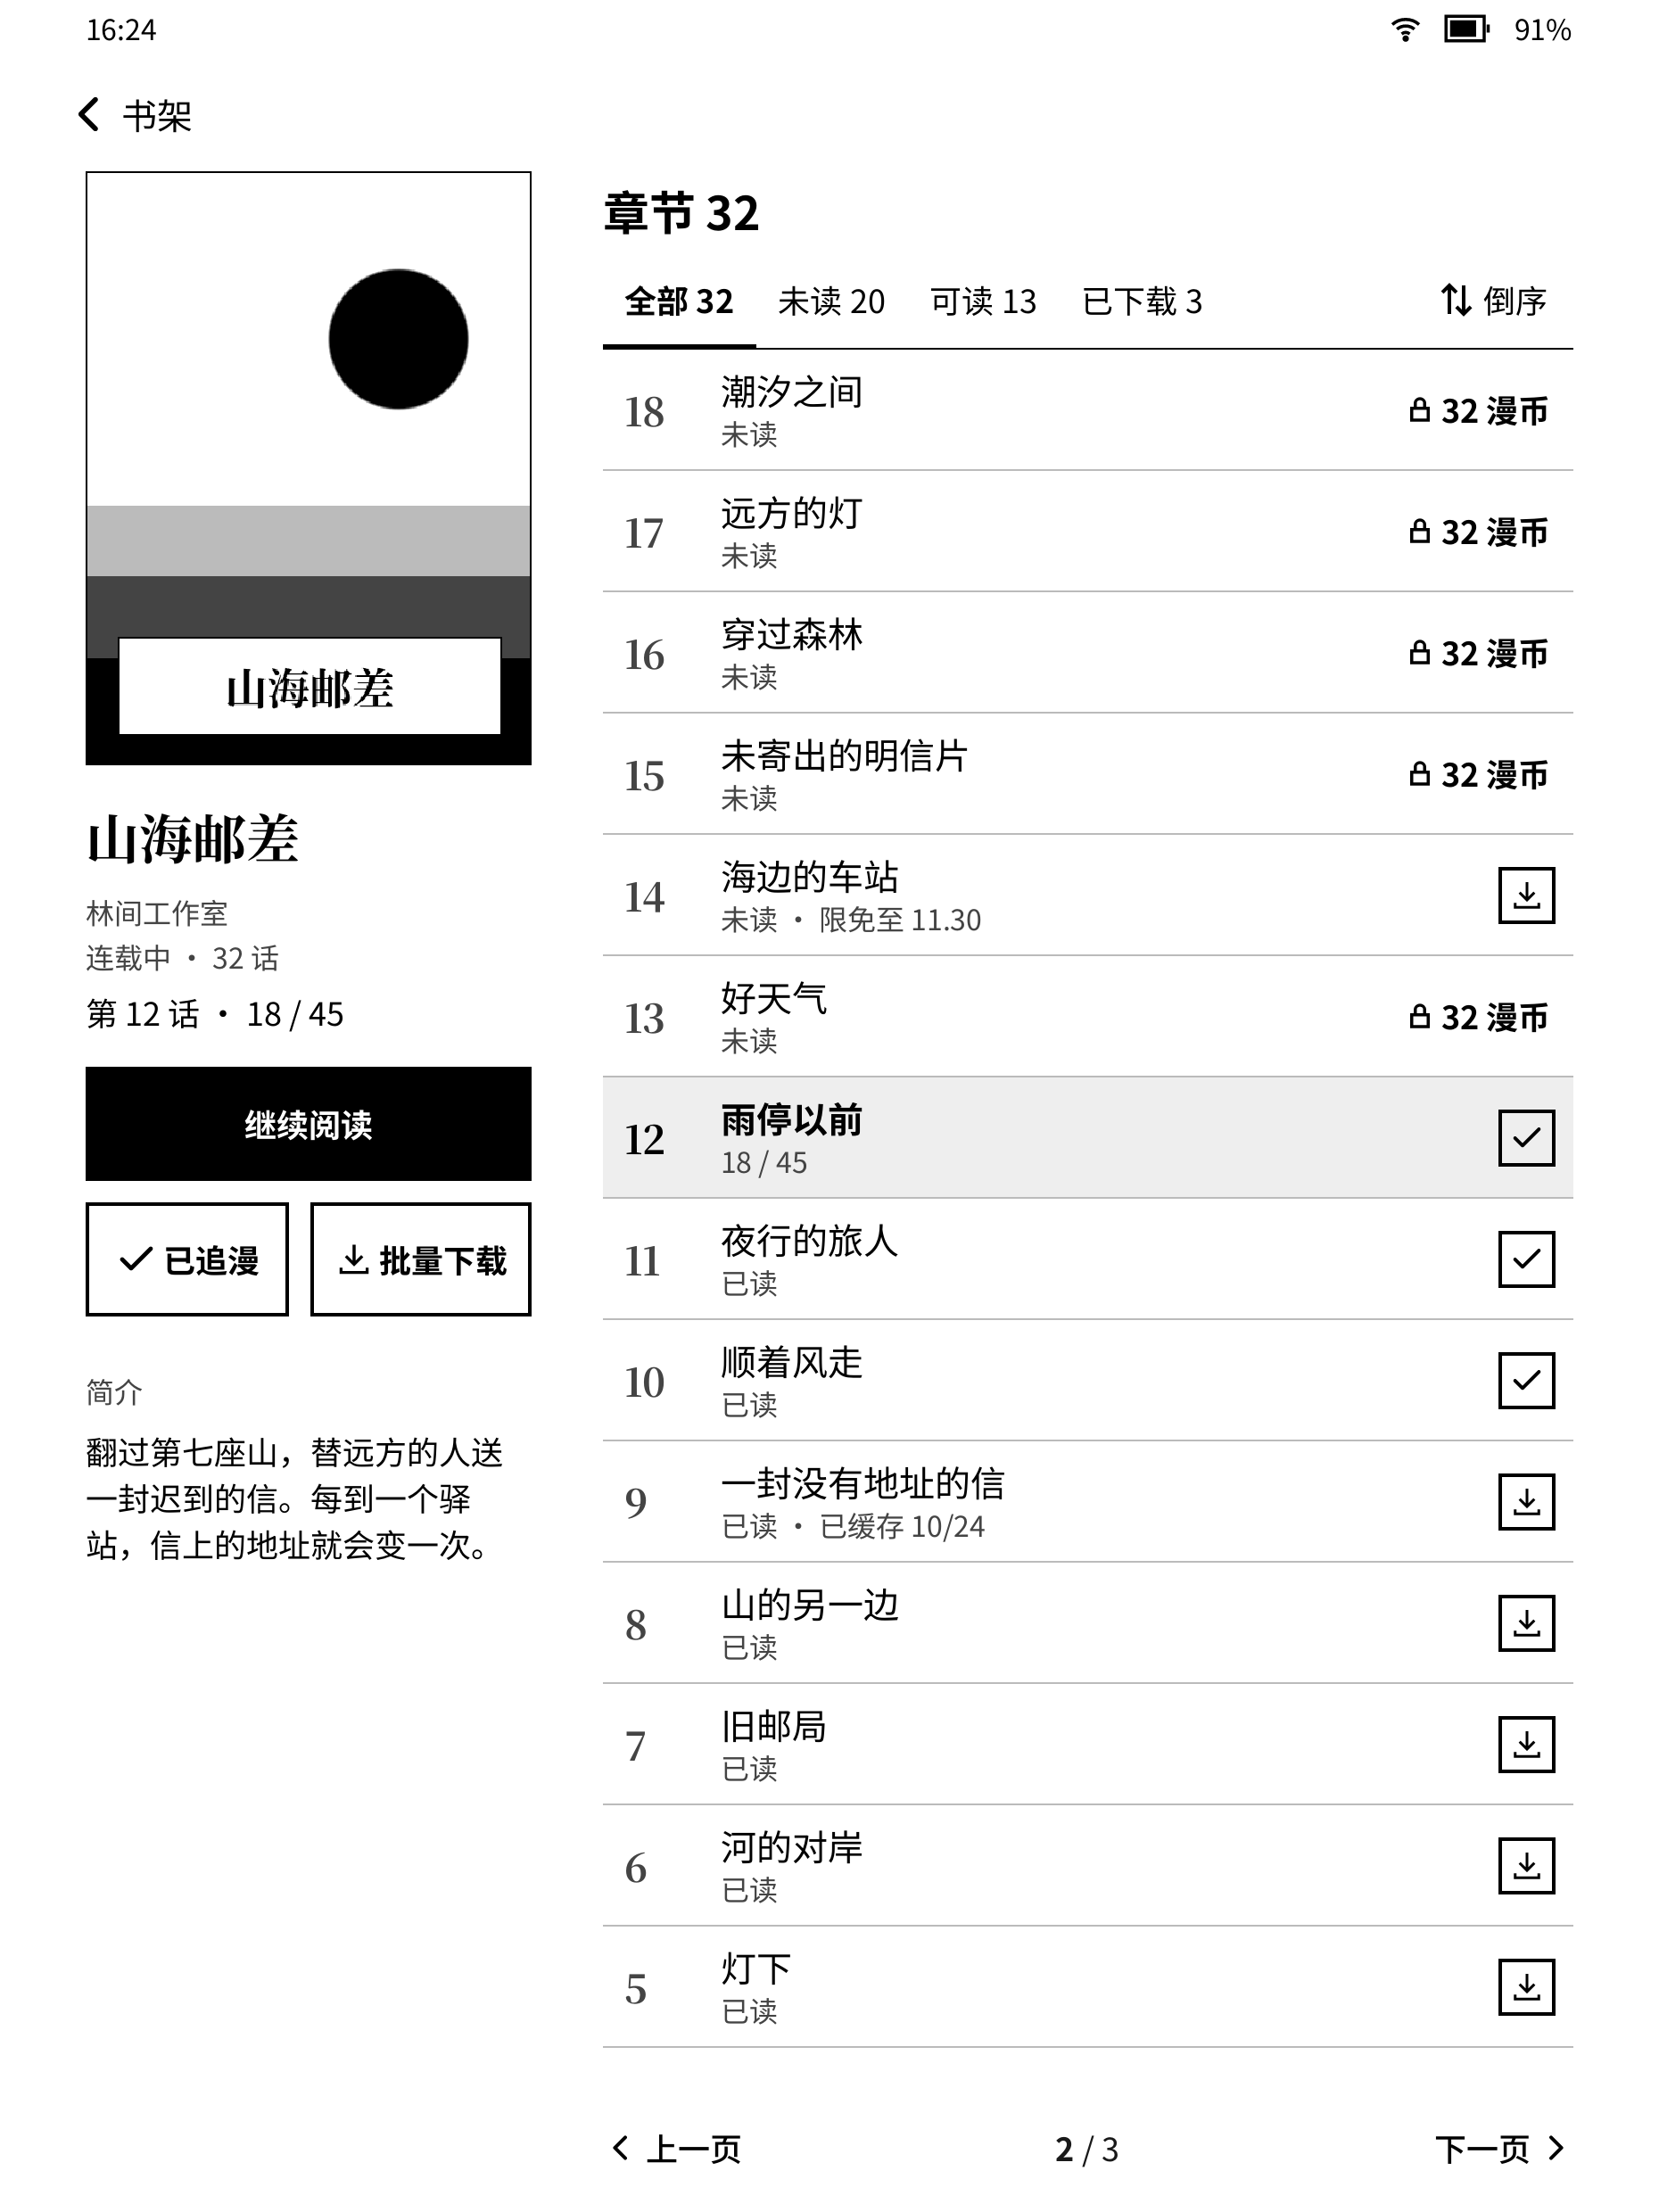 16:24
91%
书架
山海邮差
山海邮差
林间工作室
连载中 · 32 话
第 12 话 · 18 / 45
继续阅读
已追漫
批量下载
简介
翻过第七座山，替远方的人送
一封迟到的信。每到一个驿
站，信上的地址就会变一次。
章节 32
全部 32
未读 20
可读 13
已下载 3
倒序
18
潮汐之间
未读
32 漫币
17
远方的灯
未读
32 漫币
16
穿过森林
未读
32 漫币
15
未寄出的明信片
未读
32 漫币
14
海边的车站
未读 · 限免至 11.30
13
好天气
未读
32 漫币
12
雨停以前
18 / 45
11
夜行的旅人
已读
10
顺着风走
已读
9
一封没有地址的信
已读 · 已缓存 10/24
8
山的另一边
已读
7
旧邮局
已读
6
河的对岸
已读
5
灯下
已读
上一页
2 / 3
下一页